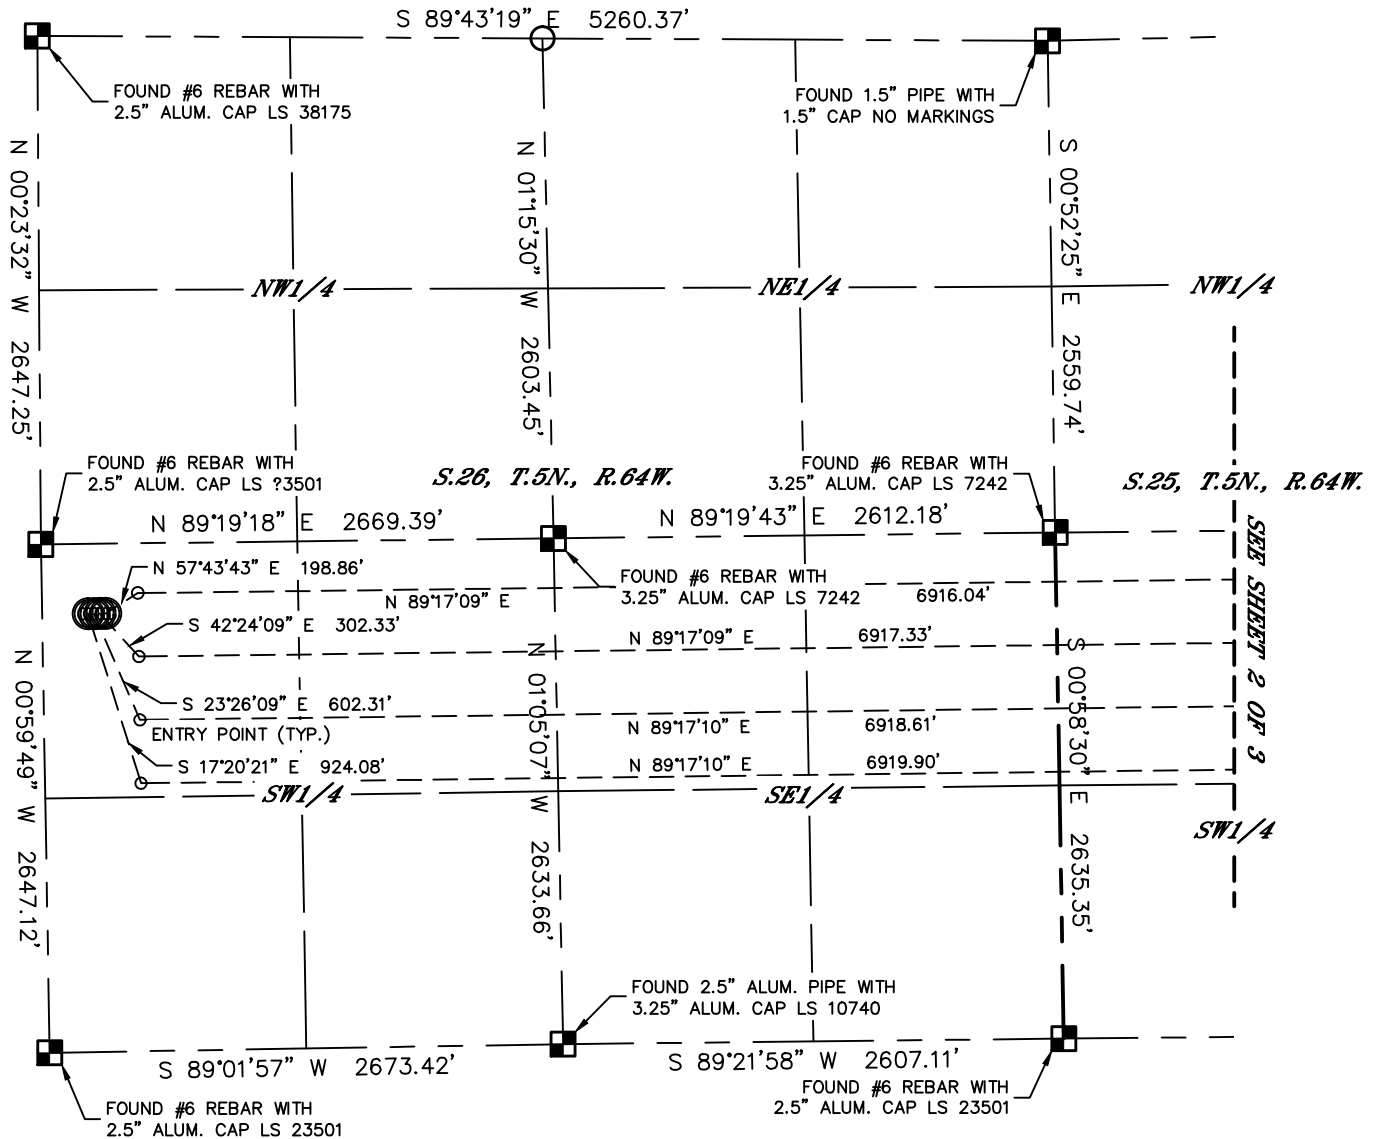 S 89°43'19" E 5260.37'
FOUND #6 REBAR WITH
2.5" ALUM. CAP LS 38175
FOUND 1.5" PIPE WITH
1.5" CAP NO MARKINGS
N 00°23'32" W 2647.25'
N 01°15'30" W 2603.45'
S 00°52'25" E 2559.74'
NW1/4
NE1/4
NW1/4
FOUND #6 REBAR WITH
2.5" ALUM. CAP LS ?3501
S.26, T.5N., R.64W.
FOUND #6 REBAR WITH
3.25" ALUM. CAP LS 7242
S.25, T.5N., R.64W.
N 89°19'18" E 2669.39'
N 89°19'43" E 2612.18'
SEE SHEET 2 OF 3
N 57°43'43" E 198.86'
FOUND #6 REBAR WITH
3.25" ALUM. CAP LS 7242
N 89°17'09" E 6916.04'
S 42°24'09" E 302.33'
N 89°17'09" E 6917.33'
N 00°59'49" W 2647.12'
N 01°05'07" W 2633.66'
S 00°58'30" E 2635.35'
S 23°26'09" E 602.31'
N 89°17'10" E 6918.61'
ENTRY POINT (TYP.)
S 17°20'21" E 924.08'
N 89°17'10" E 6919.90'
SW1/4
SE1/4
SW1/4
FOUND 2.5" ALUM. PIPE WITH
3.25" ALUM. CAP LS 10740
S 89°01'57" W 2673.42'
S 89°21'58" W 2607.11'
FOUND #6 REBAR WITH
2.5" ALUM. CAP LS 23501
FOUND #6 REBAR WITH
2.5" ALUM. CAP LS 23501